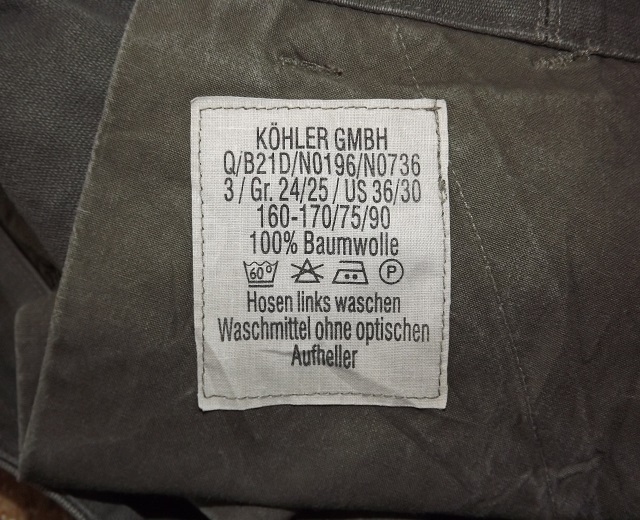 KÖHLER GMBH
Q/B21D/N0196/N0736
3 / Gr. 24/25 / US 36/30
160-170/75/90
100% Baumwolle
60° P
Hosen links waschen
Waschmittel ohne optischen
Aufheller